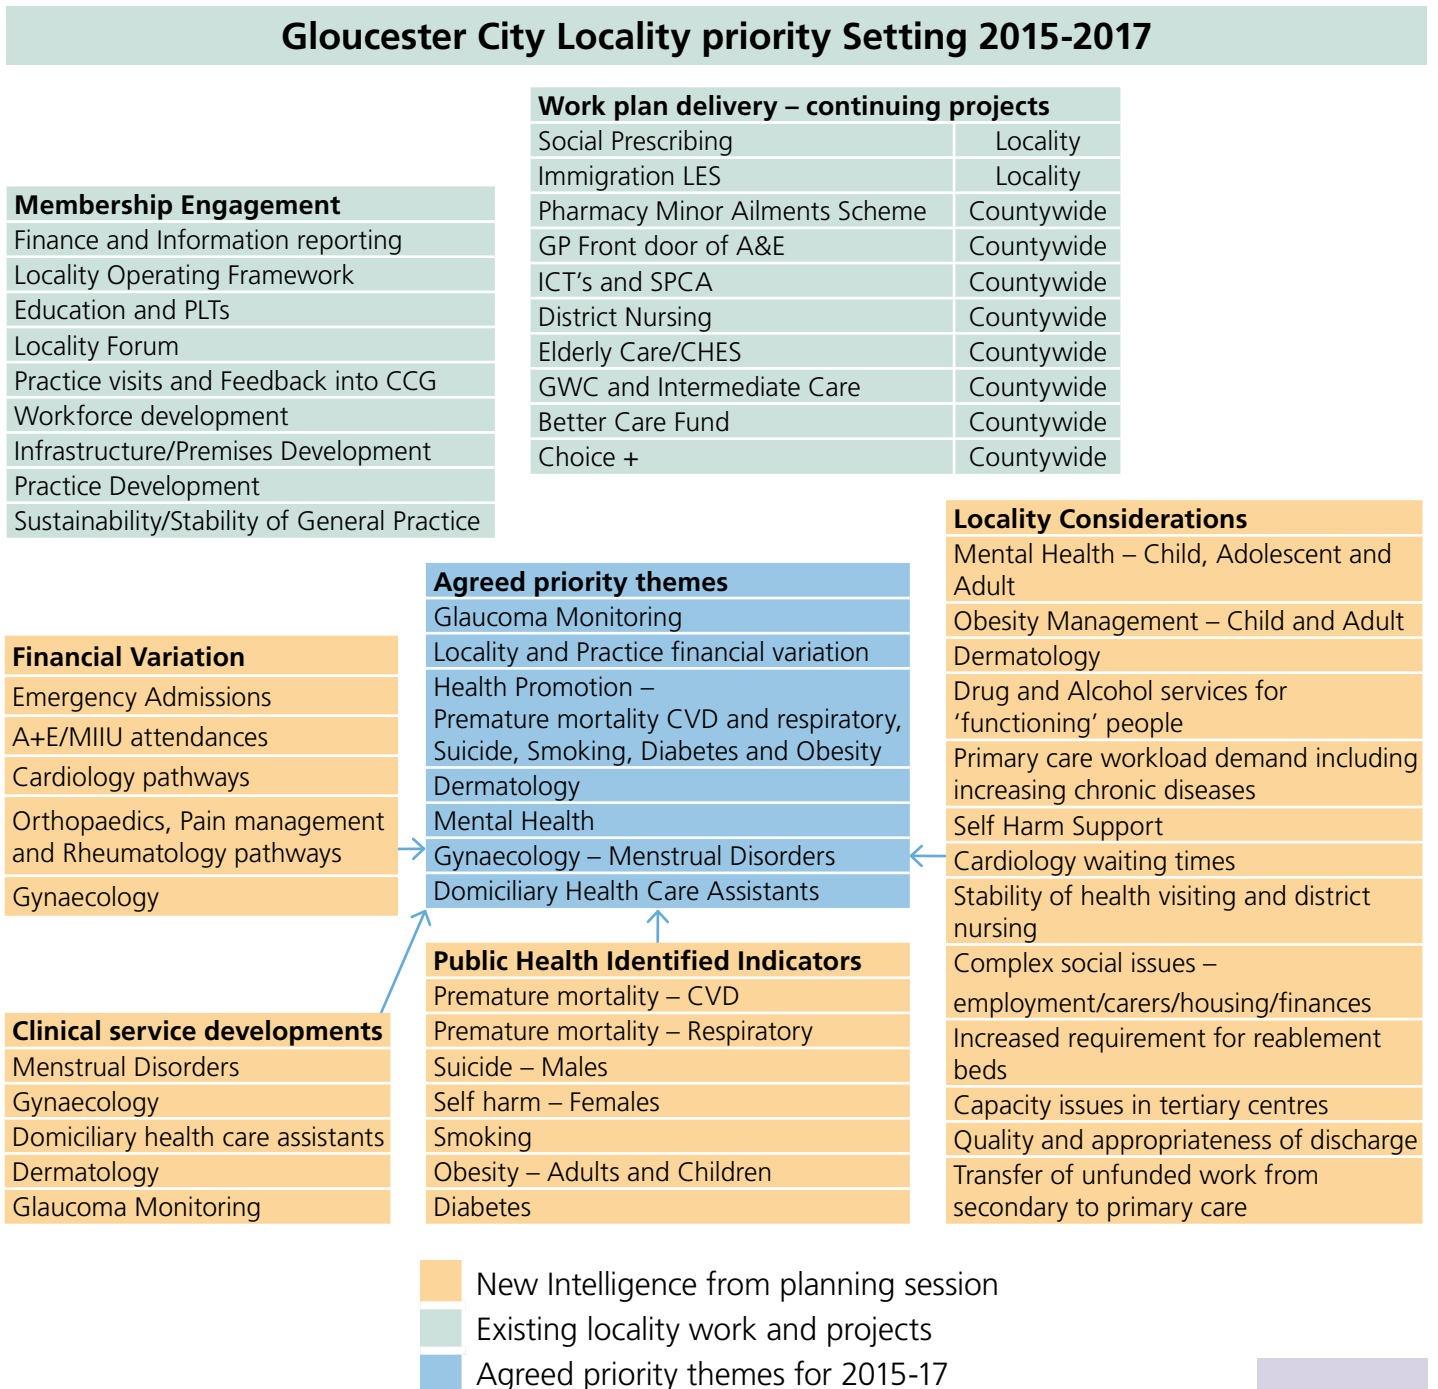 Gloucester City Locality priority Setting 2015-2017
Work plan delivery – continuing projects
Social Prescribing Locality
Immigration LES Locality
Pharmacy Minor Ailments Scheme Countywide
GP Front door of A&E Countywide
ICT's and SPCA Countywide
District Nursing Countywide
Elderly Care/CHES Countywide
GWC and Intermediate Care Countywide
Better Care Fund Countywide
Choice + Countywide
Membership Engagement
Finance and Information reporting
Locality Operating Framework
Education and PLTs
Locality Forum
Practice visits and Feedback into CCG
Workforce development
Infrastructure/Premises Development
Practice Development
Sustainability/Stability of General Practice
Agreed priority themes
Glaucoma Monitoring
Locality and Practice financial variation
Health Promotion –
Premature mortality CVD and respiratory,
Suicide, Smoking, Diabetes and Obesity
Dermatology
Mental Health
Gynaecology – Menstrual Disorders
Domiciliary Health Care Assistants
Locality Considerations
Mental Health – Child, Adolescent and
Adult
Obesity Management – Child and Adult
Dermatology
Drug and Alcohol services for
‘functioning’ people
Primary care workload demand including
increasing chronic diseases
Self Harm Support
Cardiology waiting times
Stability of health visiting and district
nursing
Complex social issues –
employment/carers/housing/finances
Increased requirement for reablement
beds
Capacity issues in tertiary centres
Quality and appropriateness of discharge
Transfer of unfunded work from
secondary to primary care
Financial Variation
Emergency Admissions
A+E/MIIU attendances
Cardiology pathways
Orthopaedics, Pain management
and Rheumatology pathways
Gynaecology
Clinical service developments
Menstrual Disorders
Gynaecology
Domiciliary health care assistants
Dermatology
Glaucoma Monitoring
Public Health Identified Indicators
Premature mortality – CVD
Premature mortality – Respiratory
Suicide – Males
Self harm – Females
Smoking
Obesity – Adults and Children
Diabetes
New Intelligence from planning session
Existing locality work and projects
Agreed priority themes for 2015-17